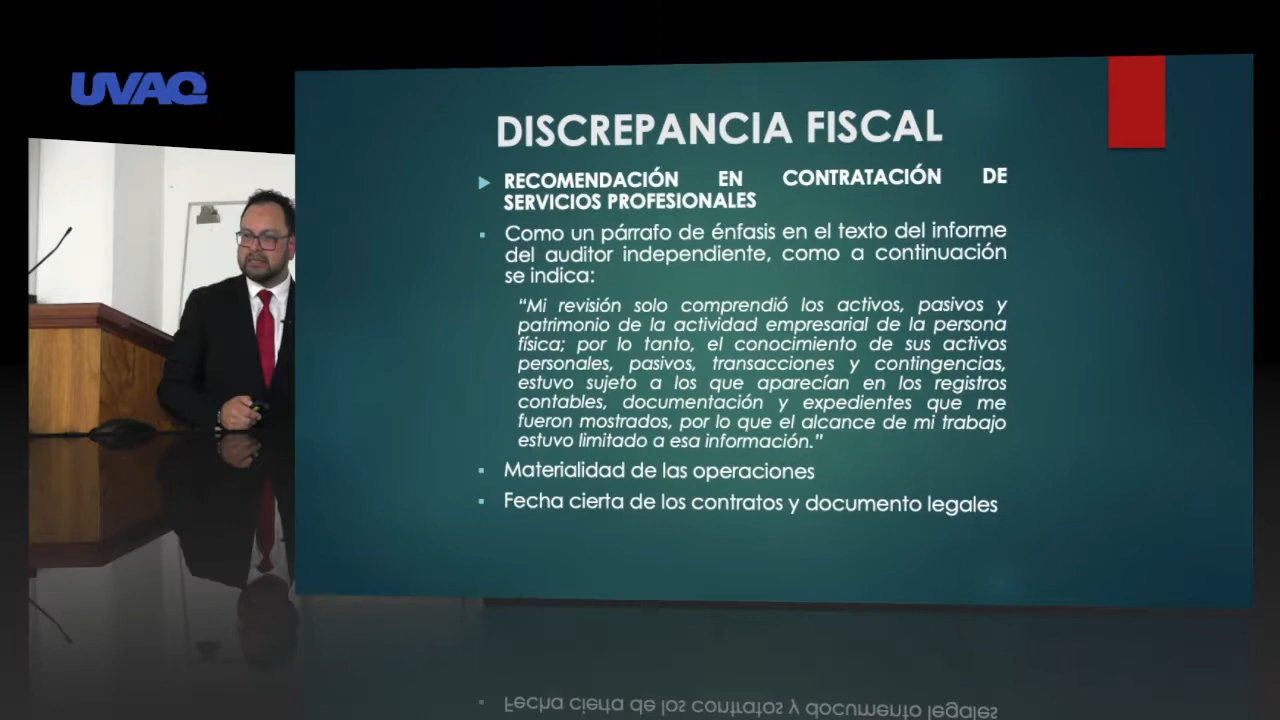 UVAQ
DISCREPANCIA FISCAL
RECOMENDACIÓN EN CONTRATACIÓN DE
SERVICIOS PROFESIONALES
Como un párrafo de énfasis en el texto del informe
del auditor independiente, como a continuación
se indica:
“Mi revisión solo comprendió los activos, pasivos y
patrimonio de la actividad empresarial de la persona
física; por lo tanto, el conocimiento de sus activos
personales, pasivos, transacciones y contingencias,
estuvo sujeto a los que aparecían en los registros
contables, documentación y expedientes que me
fueron mostrados, por lo que el alcance de mi trabajo
estuvo limitado a esa información.”
Materialidad de las operaciones
Fecha cierta de los contratos y documento legales